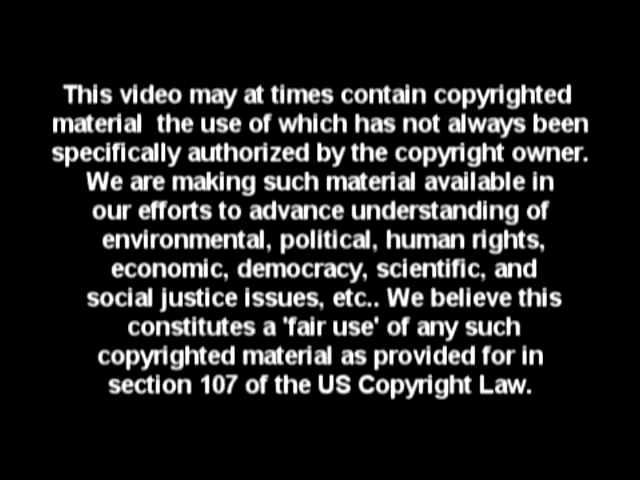 This video may at times contain copyrighted
material  the use of which has not always been
specifically authorized by the copyright owner.
We are making such material available in
our efforts to advance understanding of
environmental, political, human rights,
economic, democracy, scientific, and
social justice issues, etc.. We believe this
constitutes a 'fair use' of any such
copyrighted material as provided for in
section 107 of the US Copyright Law.